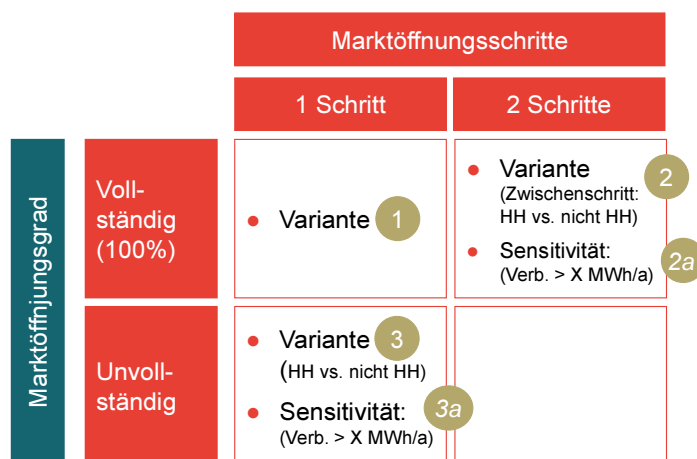 Marktöffnungsschritte
1 Schritt
2 Schritte
Marktöffnjungsgrad
Voll-
ständig
(100%)
• Variante 1
• Variante 2
(Zwischenschritt:
HH vs. nicht HH)
• Sensitivität: 2a
(Verb. > X MWh/a)
Unvoll-
ständig
• Variante 3
(HH vs. nicht HH)
• Sensitivität: 3a
(Verb. > X MWh/a)